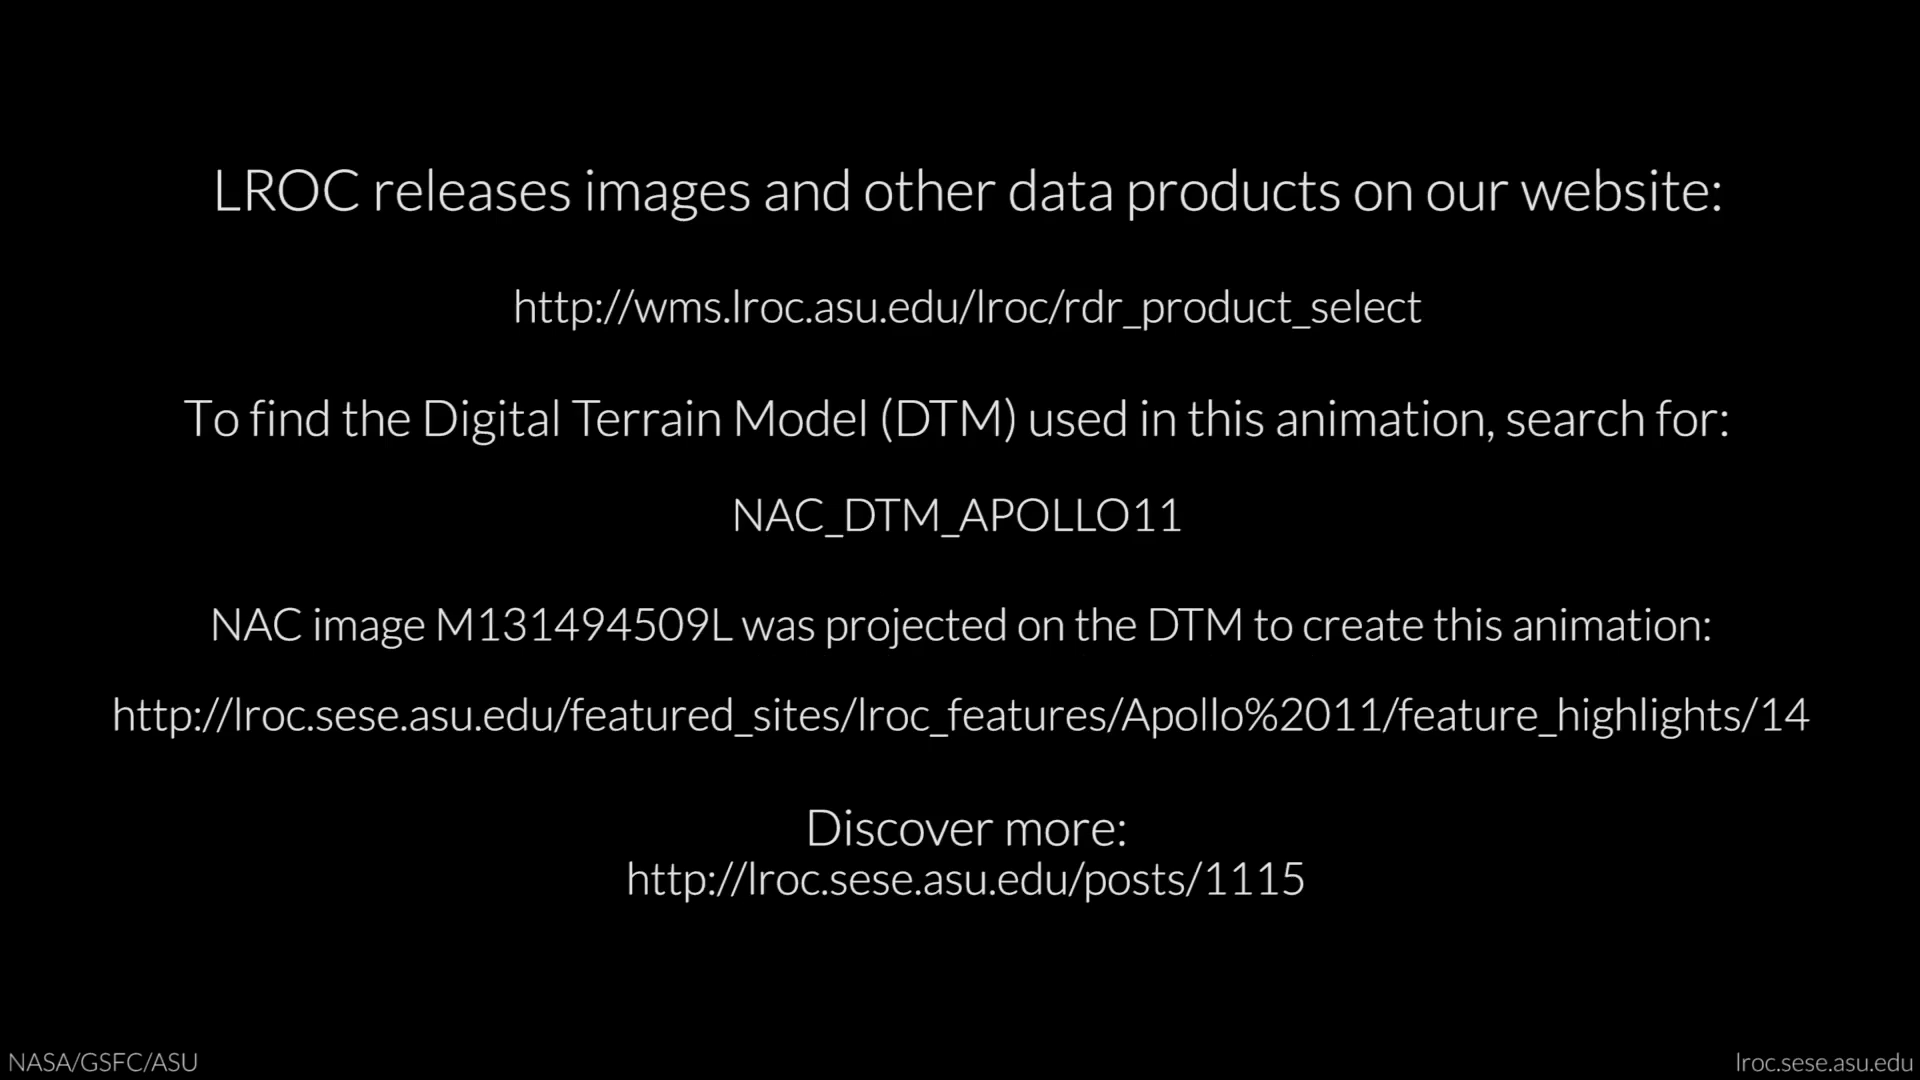 LROC releases images and other data products on our website:
http://wms.lroc.asu.edu/lroc/rdr_product_select
To find the Digital Terrain Model (DTM) used in this animation, search for:
NAC_DTM_APOLLO11
NAC image M131494509L was projected on the DTM to create this animation:
http://lroc.sese.asu.edu/featured_sites/lroc_features/Apollo%2011/feature_highlights/14
Discover more:
http://lroc.sese.asu.edu/posts/1115
NASA/GSFC/ASU
lroc.sese.asu.edu